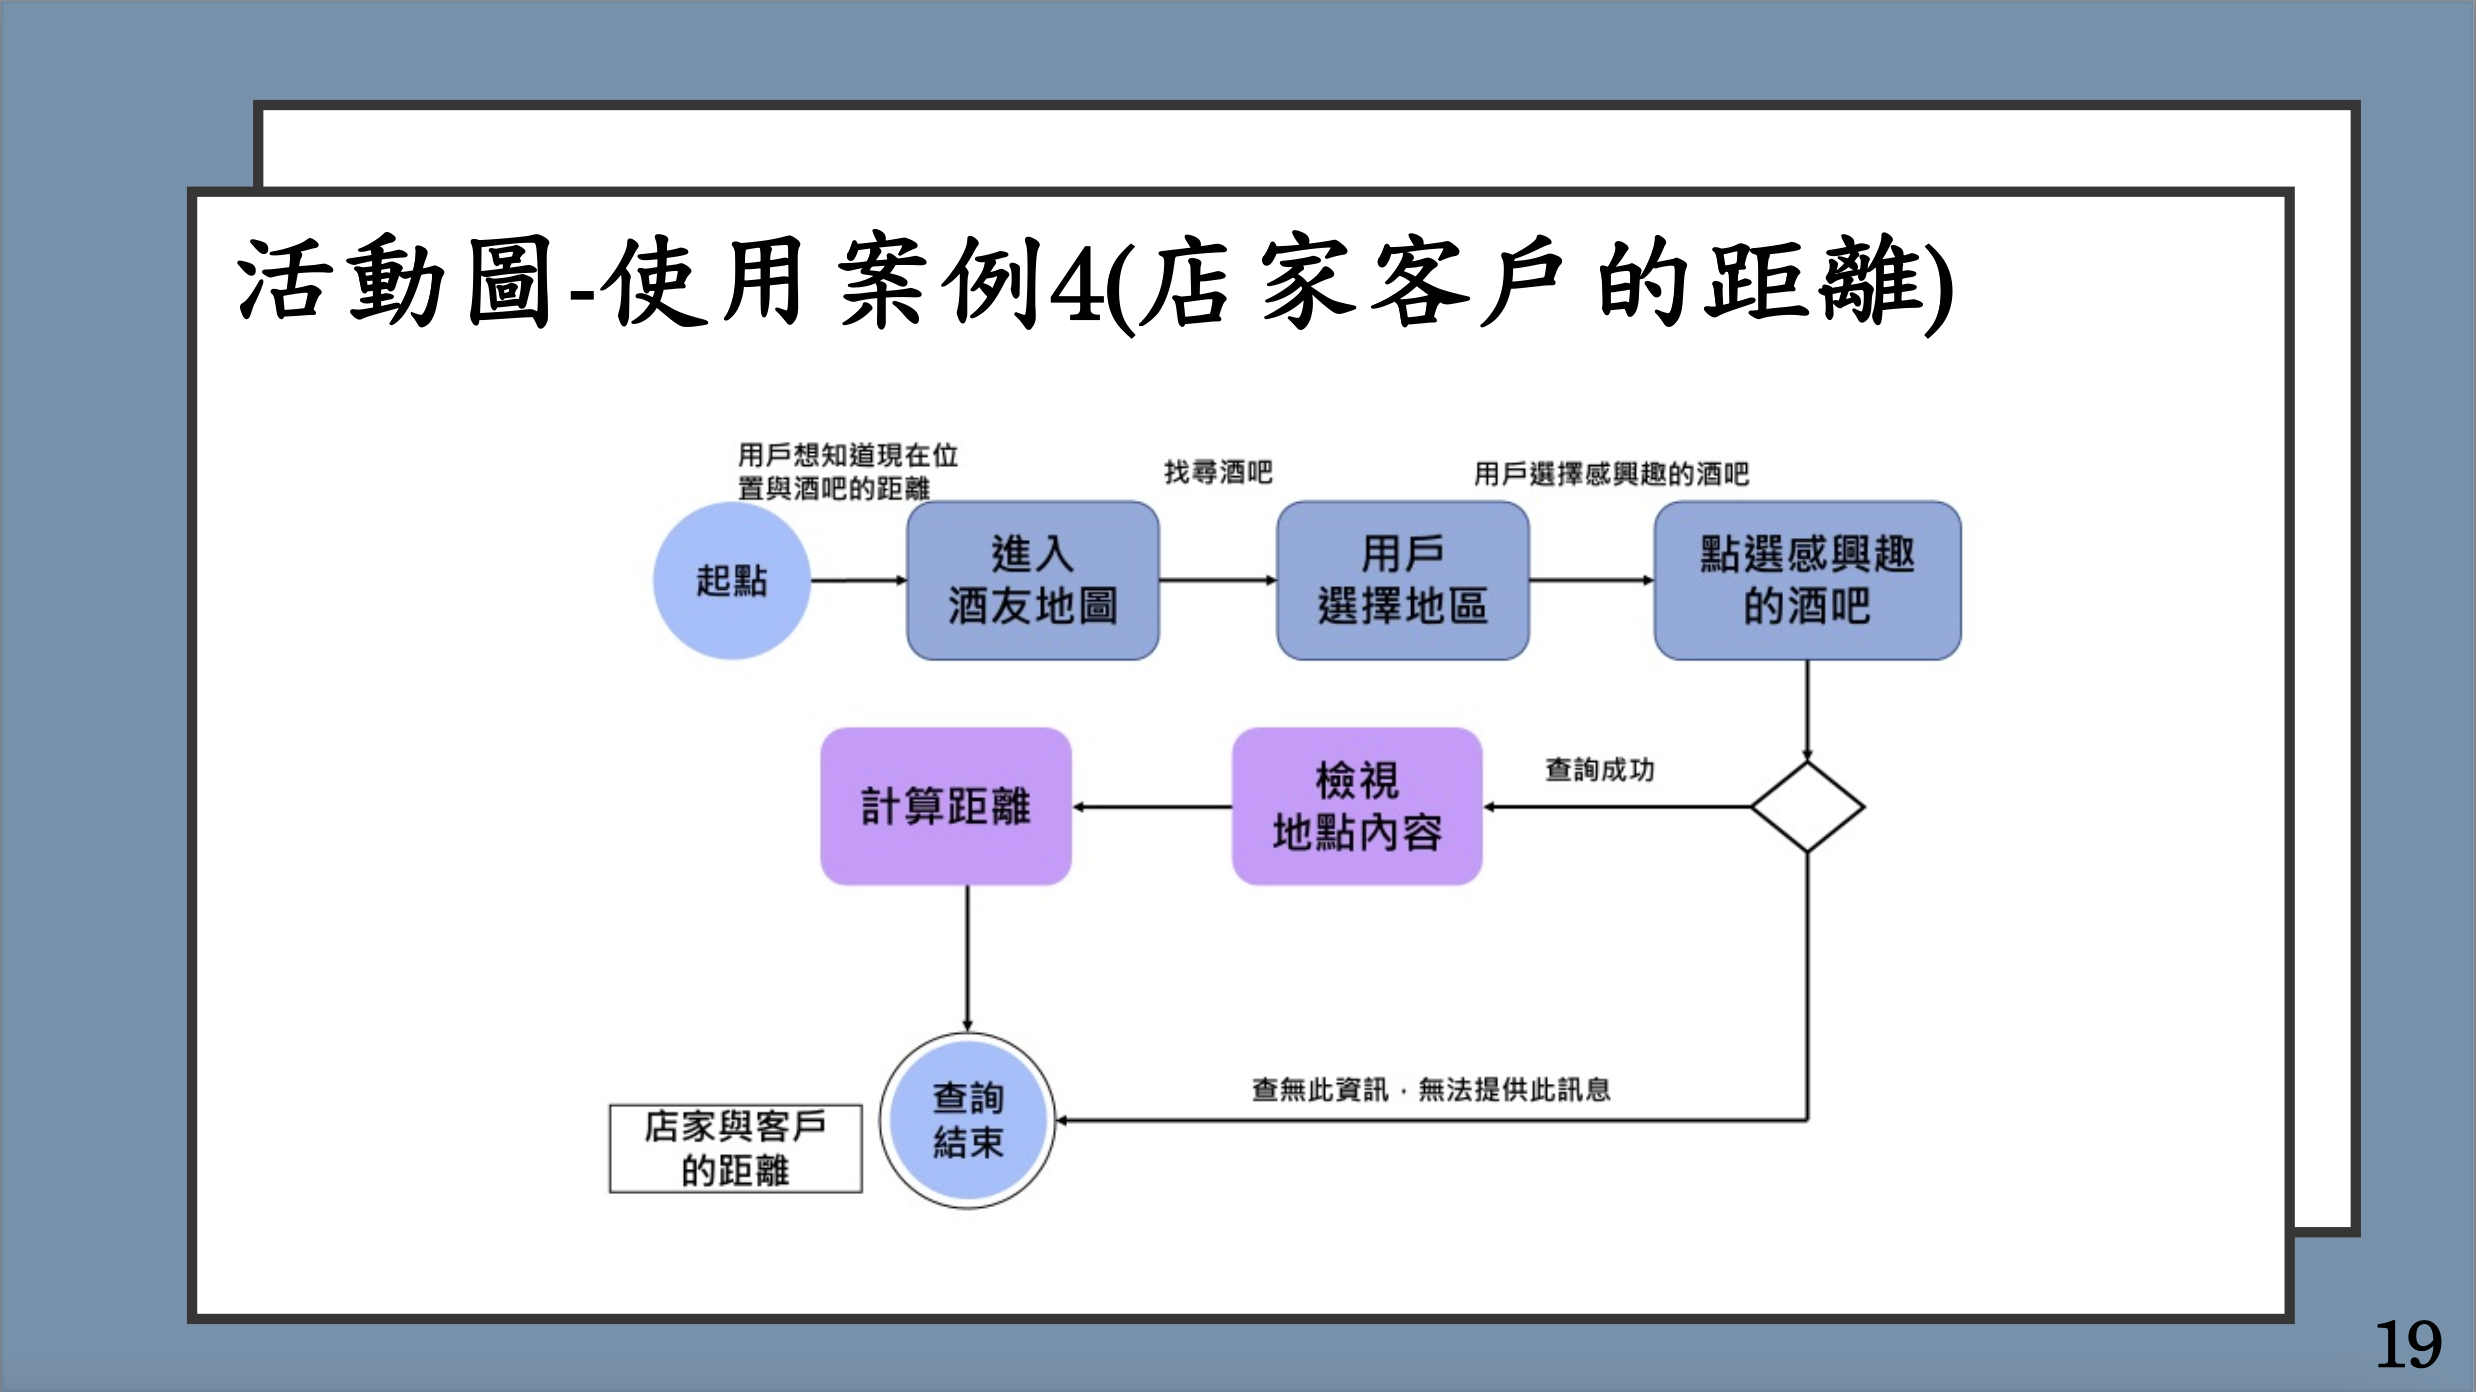 活動圖-使用案例4(店家客戶的距離)
用戶想知道現在位
置與酒吧的距離
找尋酒吧
用戶選擇感興趣的酒吧
起點
進入
酒友地圖
用戶
選擇地區
點選感興趣
的酒吧
查詢成功
檢視
地點內容
計算距離
查無此資訊，無法提供此訊息
查詢
結束
店家與客戶
的距離
19